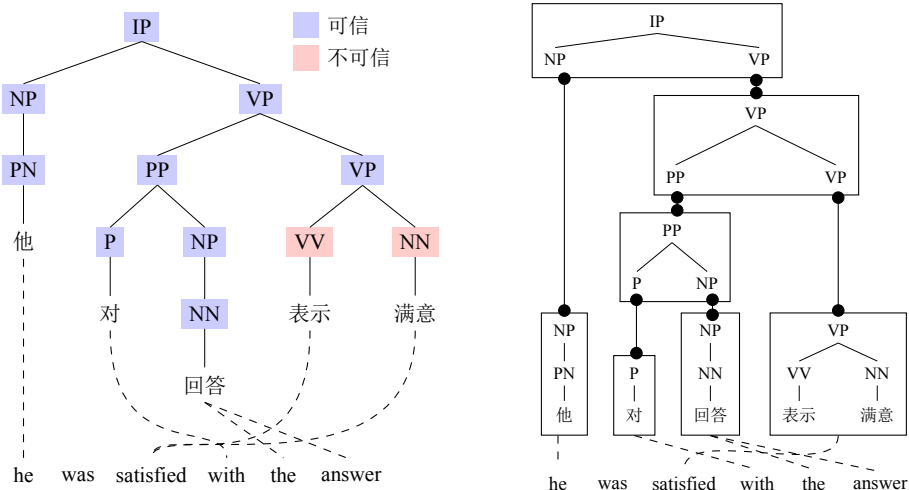 IP
可信
不可信
NP VP
PN PP VP
他 P NP VV NN
对 NN 表示 满意
回答
he was satisfied with the answer
IP
NP VP
VP
PP VP
PP
P NP
NP P NP VP
PN 对 NN VV NN
他 回答 表示 满意
he was satisfied with the answer